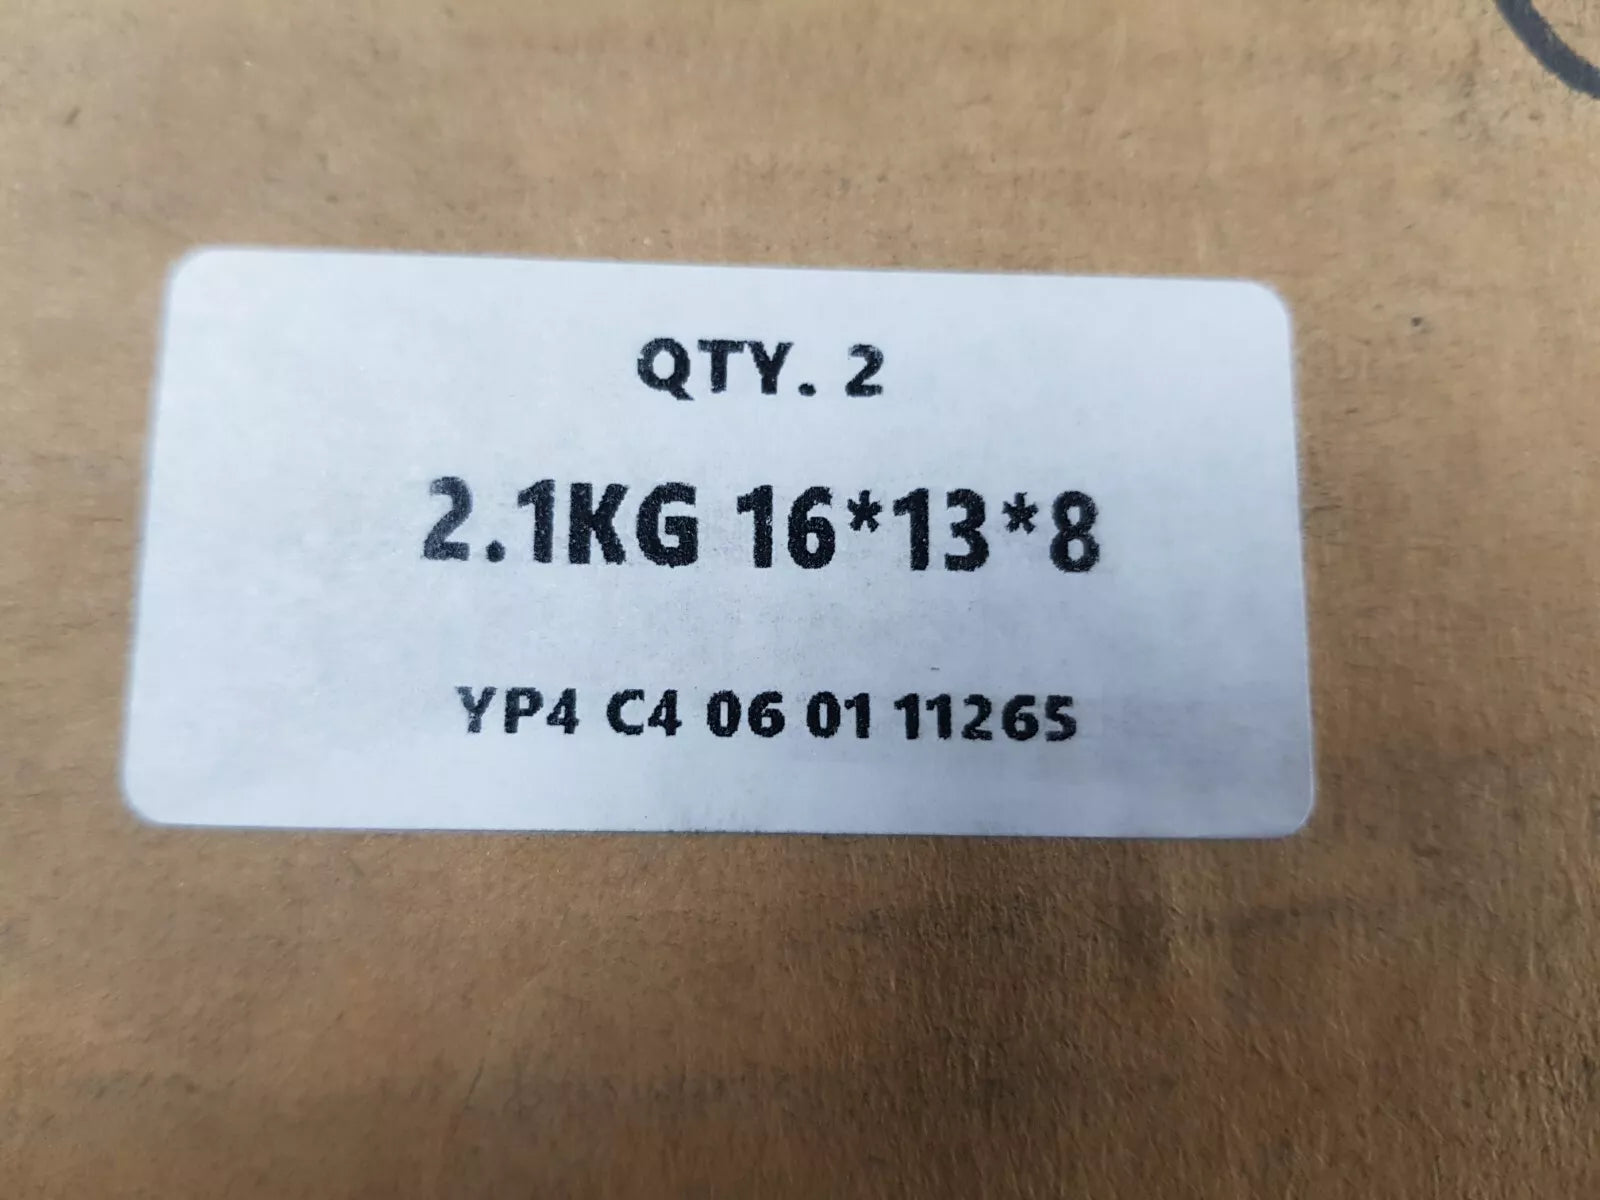 QTY. 2
2.1KG 16*13*8
YP4 C4 06 01 11265